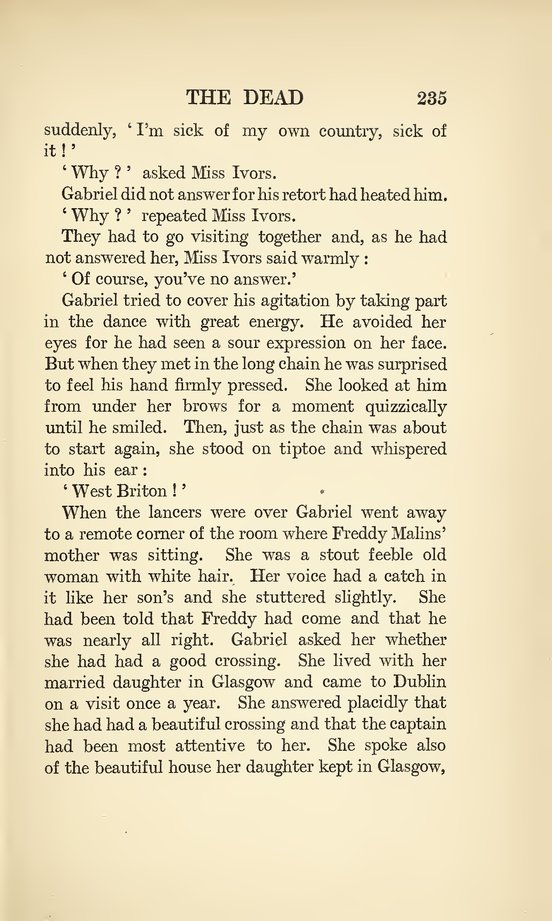 THE DEAD 235
suddenly, ‘ I’m sick of my own country, sick of
it ! ’
‘ Why ? ’ asked Miss Ivors.
Gabriel did not answer for his retort had heated him.
‘ Why ? ’ repeated Miss Ivors.
They had to go visiting together and, as he had
not answered her, Miss Ivors said warmly :
‘ Of course, you’ve no answer.’
Gabriel tried to cover his agitation by taking part
in the dance with great energy. He avoided her
eyes for he had seen a sour expression on her face.
But when they met in the long chain he was surprised
to feel his hand firmly pressed. She looked at him
from under her brows for a moment quizzically
until he smiled. Then, just as the chain was about
to start again, she stood on tiptoe and whispered
into his ear :
‘ West Briton ! ’
When the lancers were over Gabriel went away
to a remote corner of the room where Freddy Malins’
mother was sitting. She was a stout feeble old
woman with white hair. Her voice had a catch in
it like her son’s and she stuttered slightly. She
had been told that Freddy had come and that he
was nearly all right. Gabriel asked her whether
she had had a good crossing. She lived with her
married daughter in Glasgow and came to Dublin
on a visit once a year. She answered placidly that
she had had a beautiful crossing and that the captain
had been most attentive to her. She spoke also
of the beautiful house her daughter kept in Glasgow,